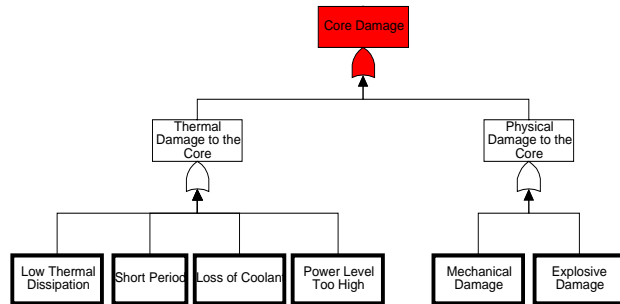 Core Damage
Thermal
Damage to the
Core
Physical
Damage to the
Core
Low Thermal
Dissipation
Short Period
Loss of Coolant
Power Level
Too High
Mechanical
Damage
Explosive
Damage